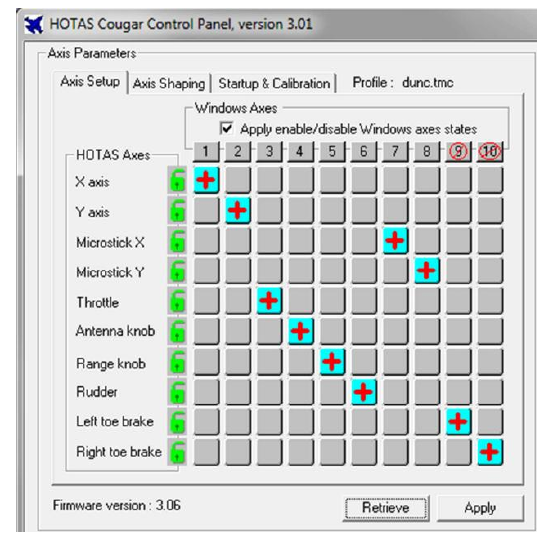 HOTAS Cougar Control Panel, version 3.01
Axis Parameters
Axis Setup Axis Shaping Startup & Calibration Profile : dunc.tmc
Windows Axes
Apply enable/disable Windows axes states
HOTAS Axes 1 2 3 4 5 6 7 8 9 10
X axis
Y axis
Microstick X
Microstick Y
Throttle
Antenna knob
Range knob
Rudder
Left toe brake
Right toe brake
Firmware version : 3.06 Retrieve Apply